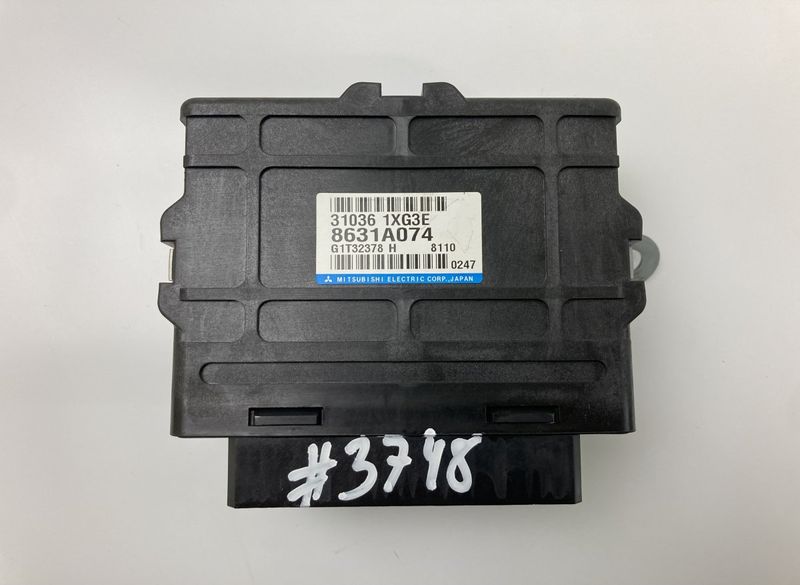 31036 1XG3E
8631A074
G1T32378 H 8110
0247
MITSUBISHI ELECTRIC CORP.,JAPAN
#3748